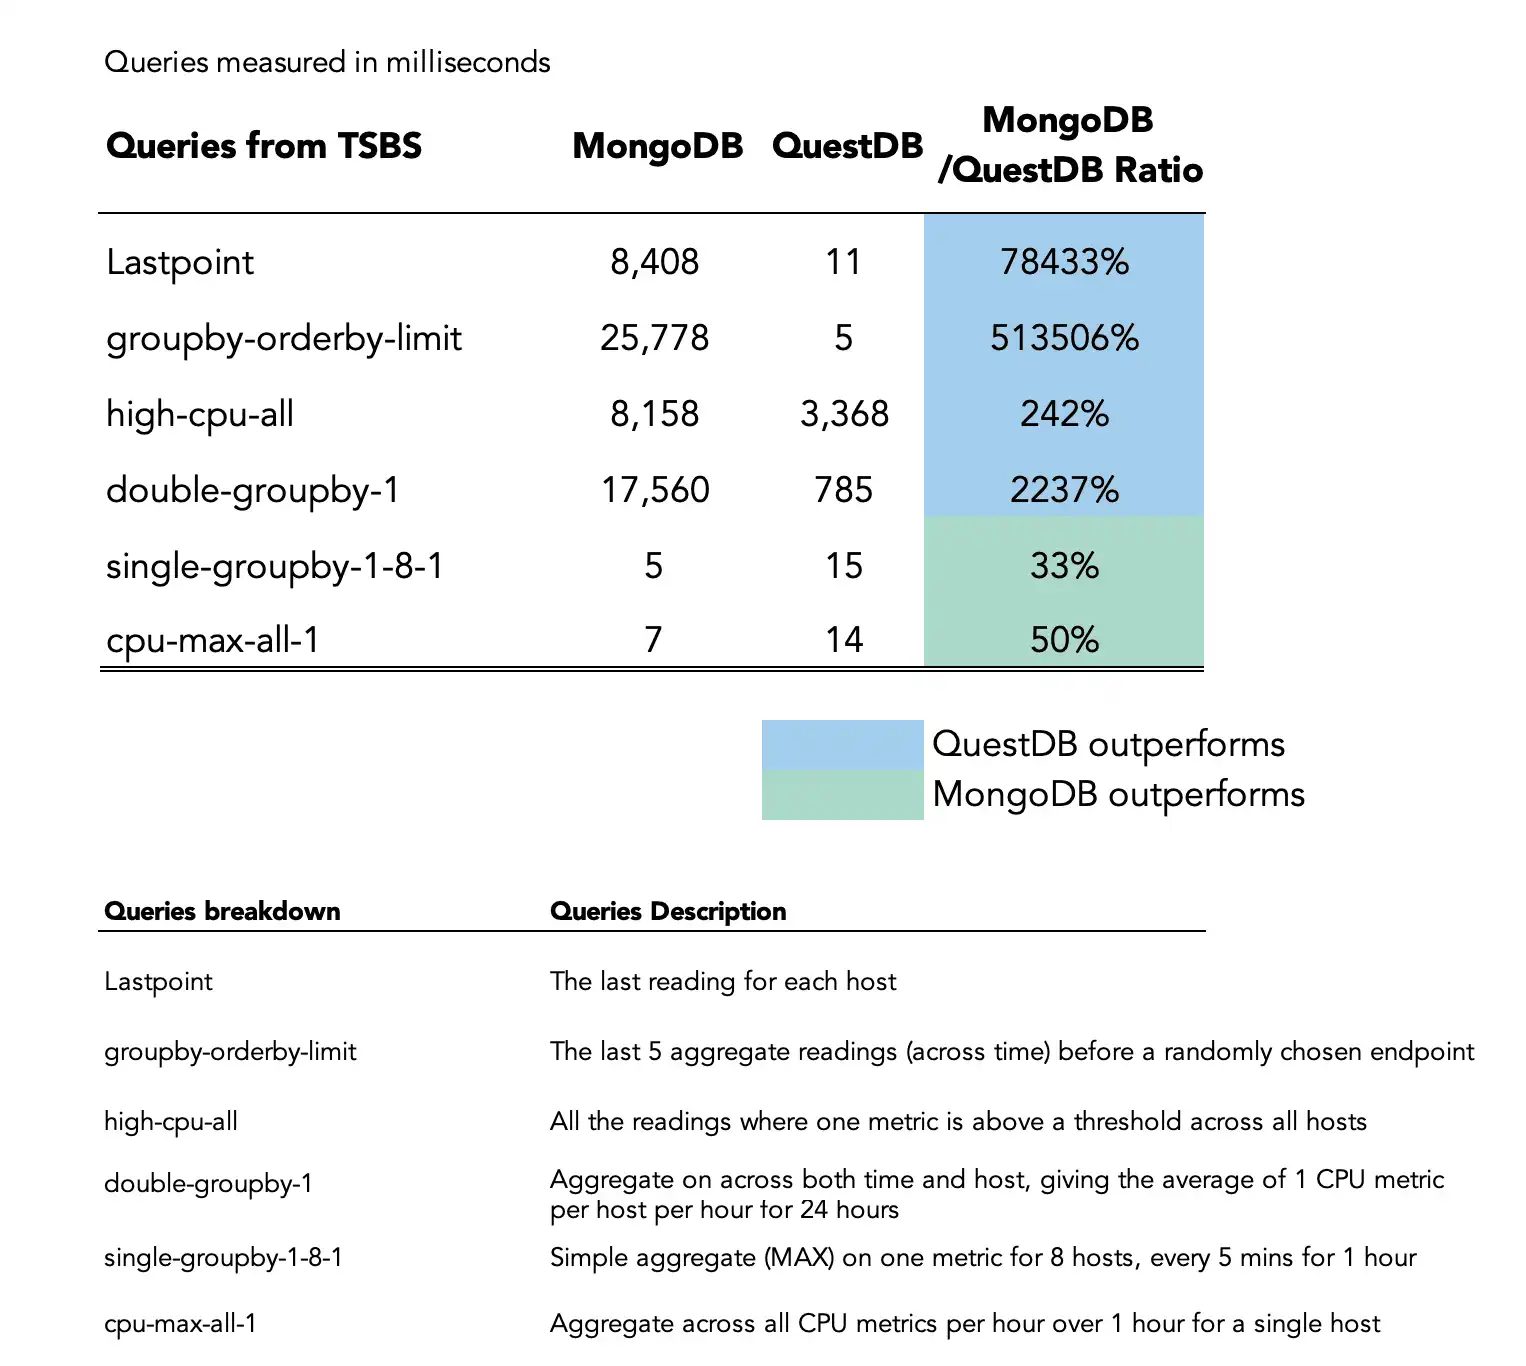 Queries measured in milliseconds
Queries from TSBS MongoDB QuestDB MongoDB
/QuestDB Ratio
Lastpoint 8,408 11 78433%
groupby-orderby-limit 25,778 5 513506%
high-cpu-all 8,158 3,368 242%
double-groupby-1 17,560 785 2237%
single-groupby-1-8-1 5 15 33%
cpu-max-all-1 7 14 50%
QuestDB outperforms
MongoDB outperforms
Queries breakdown Queries Description
Lastpoint The last reading for each host
groupby-orderby-limit The last 5 aggregate readings (across time) before a randomly chosen endpoint
high-cpu-all All the readings where one metric is above a threshold across all hosts
double-groupby-1 Aggregate on across both time and host, giving the average of 1 CPU metric
per host per hour for 24 hours
single-groupby-1-8-1 Simple aggregate (MAX) on one metric for 8 hosts, every 5 mins for 1 hour
cpu-max-all-1 Aggregate across all CPU metrics per hour over 1 hour for a single host